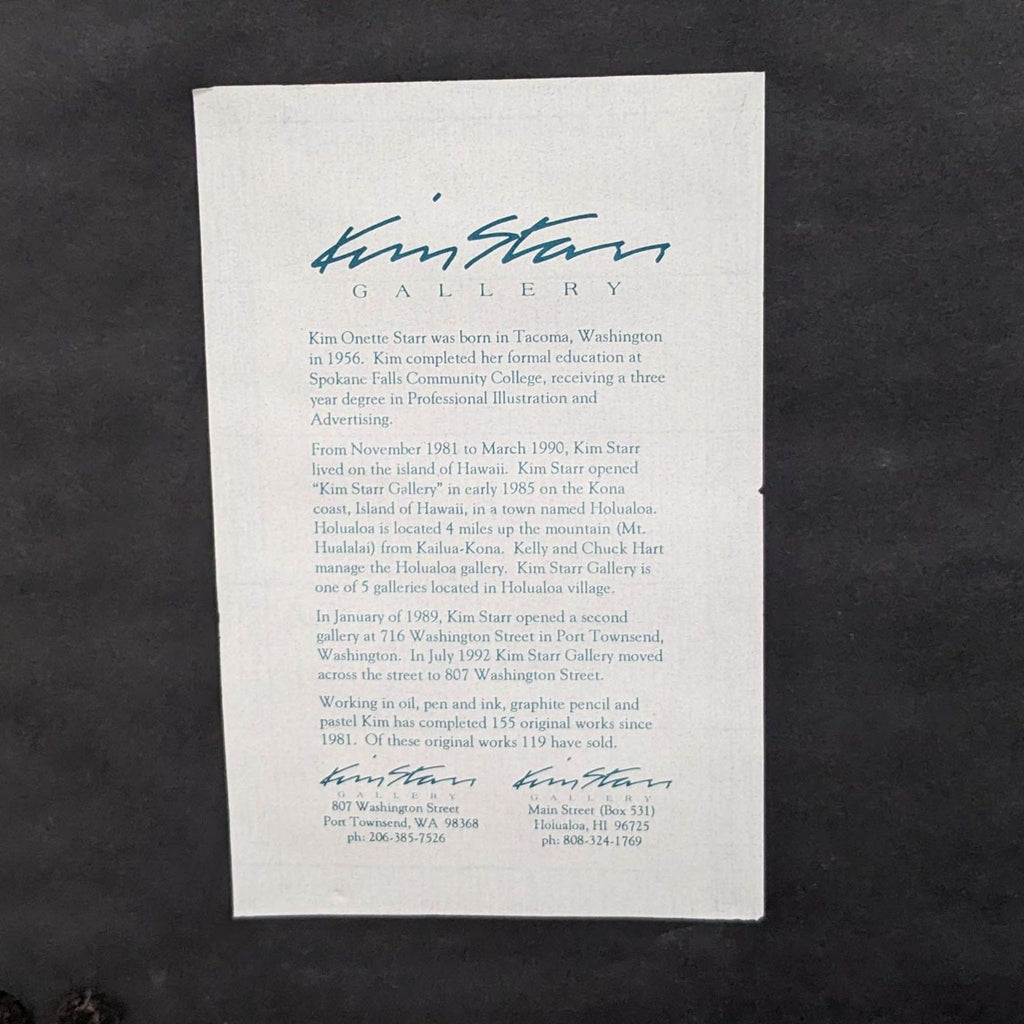 Kim Starr
GALLERY
Kim Onette Starr was born in Tacoma, Washington
in 1956. Kim completed her formal education at
Spokane Falls Community College, receiving a three
year degree in Professional Illustration and
Advertising.
From November 1981 to March 1990, Kim Starr
lived on the island of Hawaii. Kim Starr opened
“Kim Starr Gallery” in early 1985 on the Kona
coast, Island of Hawaii, in a town named Holualoa.
Holualoa is located 4 miles up the mountain (Mt.
Hualalai) from Kailua-Kona. Kelly and Chuck Hart
manage the Holualoa gallery. Kim Starr Gallery is
one of 5 galleries located in Holualoa village.
In January of 1989, Kim Starr opened a second
gallery at 716 Washington Street in Port Townsend,
Washington. In July 1992 Kim Starr Gallery moved
across the street to 807 Washington Street.
Working in oil, pen and ink, graphite pencil and
pastel Kim has completed 155 original works since
1981. Of these original works 119 have sold.
Kim Starr
GALLERY
807 Washington Street
Port Townsend, WA 98368
ph: 206-385-7526
Kim Starr
GALLERY
Main Street (Box 531)
Holualoa, HI 96725
ph: 808-324-1769